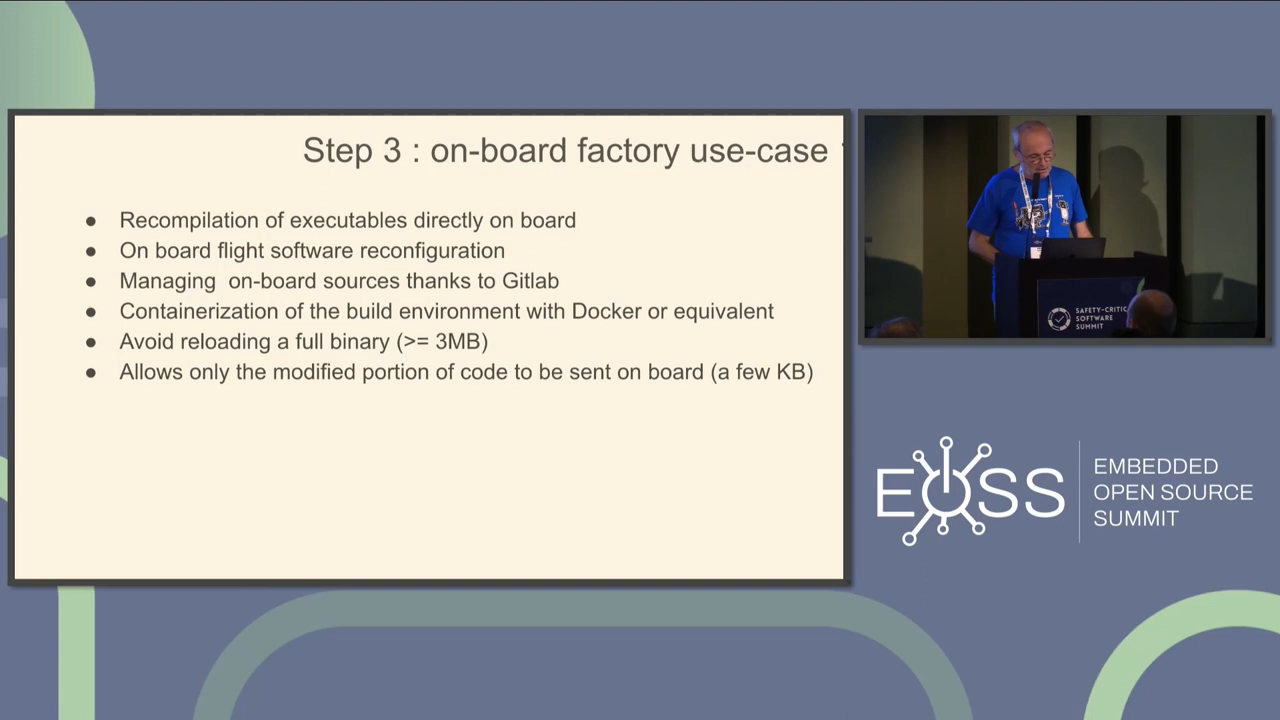 Step 3 : on-board factory use-case
● Recompilation of executables directly on board
● On board flight software reconfiguration
● Managing  on-board sources thanks to Gitlab
● Containerization of the build environment with Docker or equivalent
● Avoid reloading a full binary (>= 3MB)
● Allows only the modified portion of code to be sent on board (a few KB)
SOFTWARE
SUMMIT
EOSS
EMBEDDED
OPEN SOURCE
SUMMIT